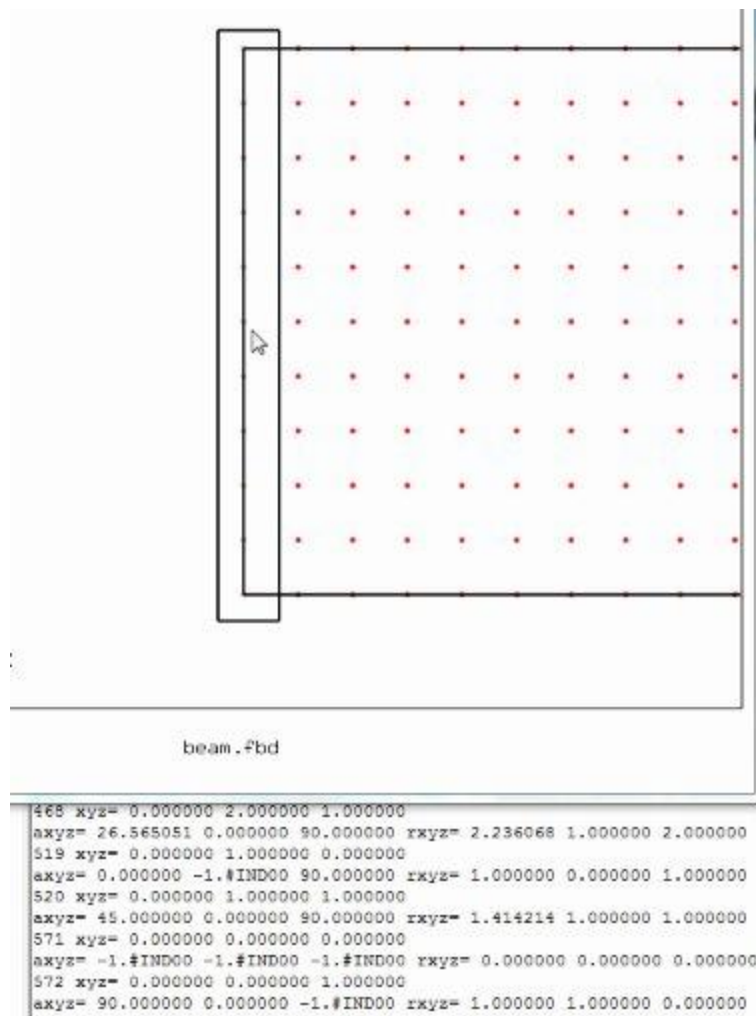 beam.fbd
468 xyz= 0.000000 2.000000 1.000000
axyz= 26.565051 0.000000 90.000000 rxyz= 2.236068 1.000000 2.000000
519 xyz= 0.000000 1.000000 0.000000
axyz= 0.000000 -1.#IND00 90.000000 rxyz= 1.000000 0.000000 1.000000
520 xyz= 0.000000 1.000000 1.000000
axyz= 45.000000 0.000000 90.000000 rxyz= 1.414214 1.000000 1.000000
571 xyz= 0.000000 0.000000 0.000000
axyz= -1.#IND00 -1.#IND00 -1.#IND00 rxyz= 0.000000 0.000000 0.000000
572 xyz= 0.000000 0.000000 1.000000
axyz= 90.000000 0.000000 -1.#IND00 rxyz= 1.000000 1.000000 0.000000